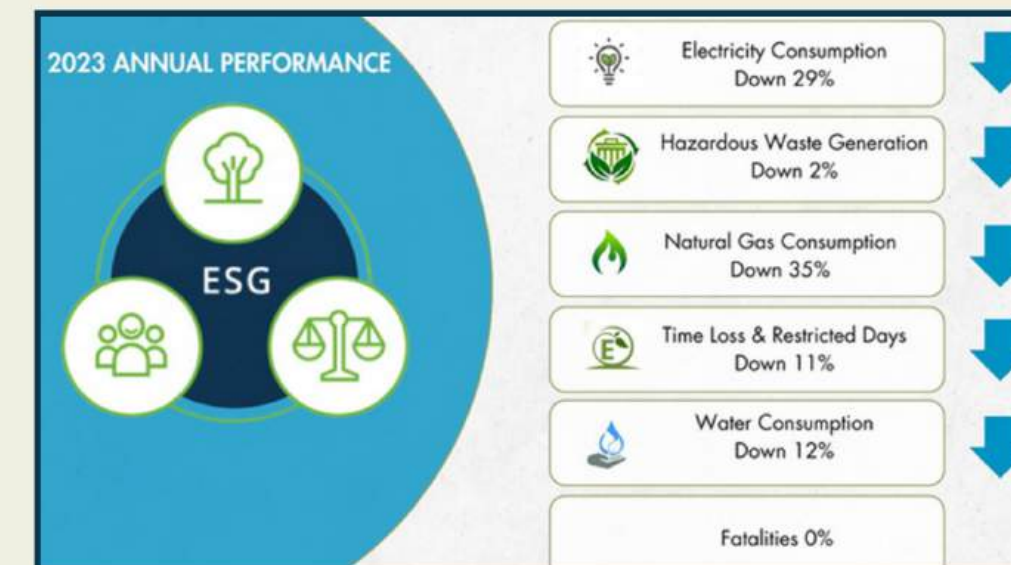 2023 ANNUAL PERFORMANCE
ESG
Electricity Consumption
Down 29%
Hazardous Waste Generation
Down 2%
Natural Gas Consumption
Down 35%
E
Time Loss & Restricted Days
Down 11%
Water Consumption
Down 12%
Fatalities 0%